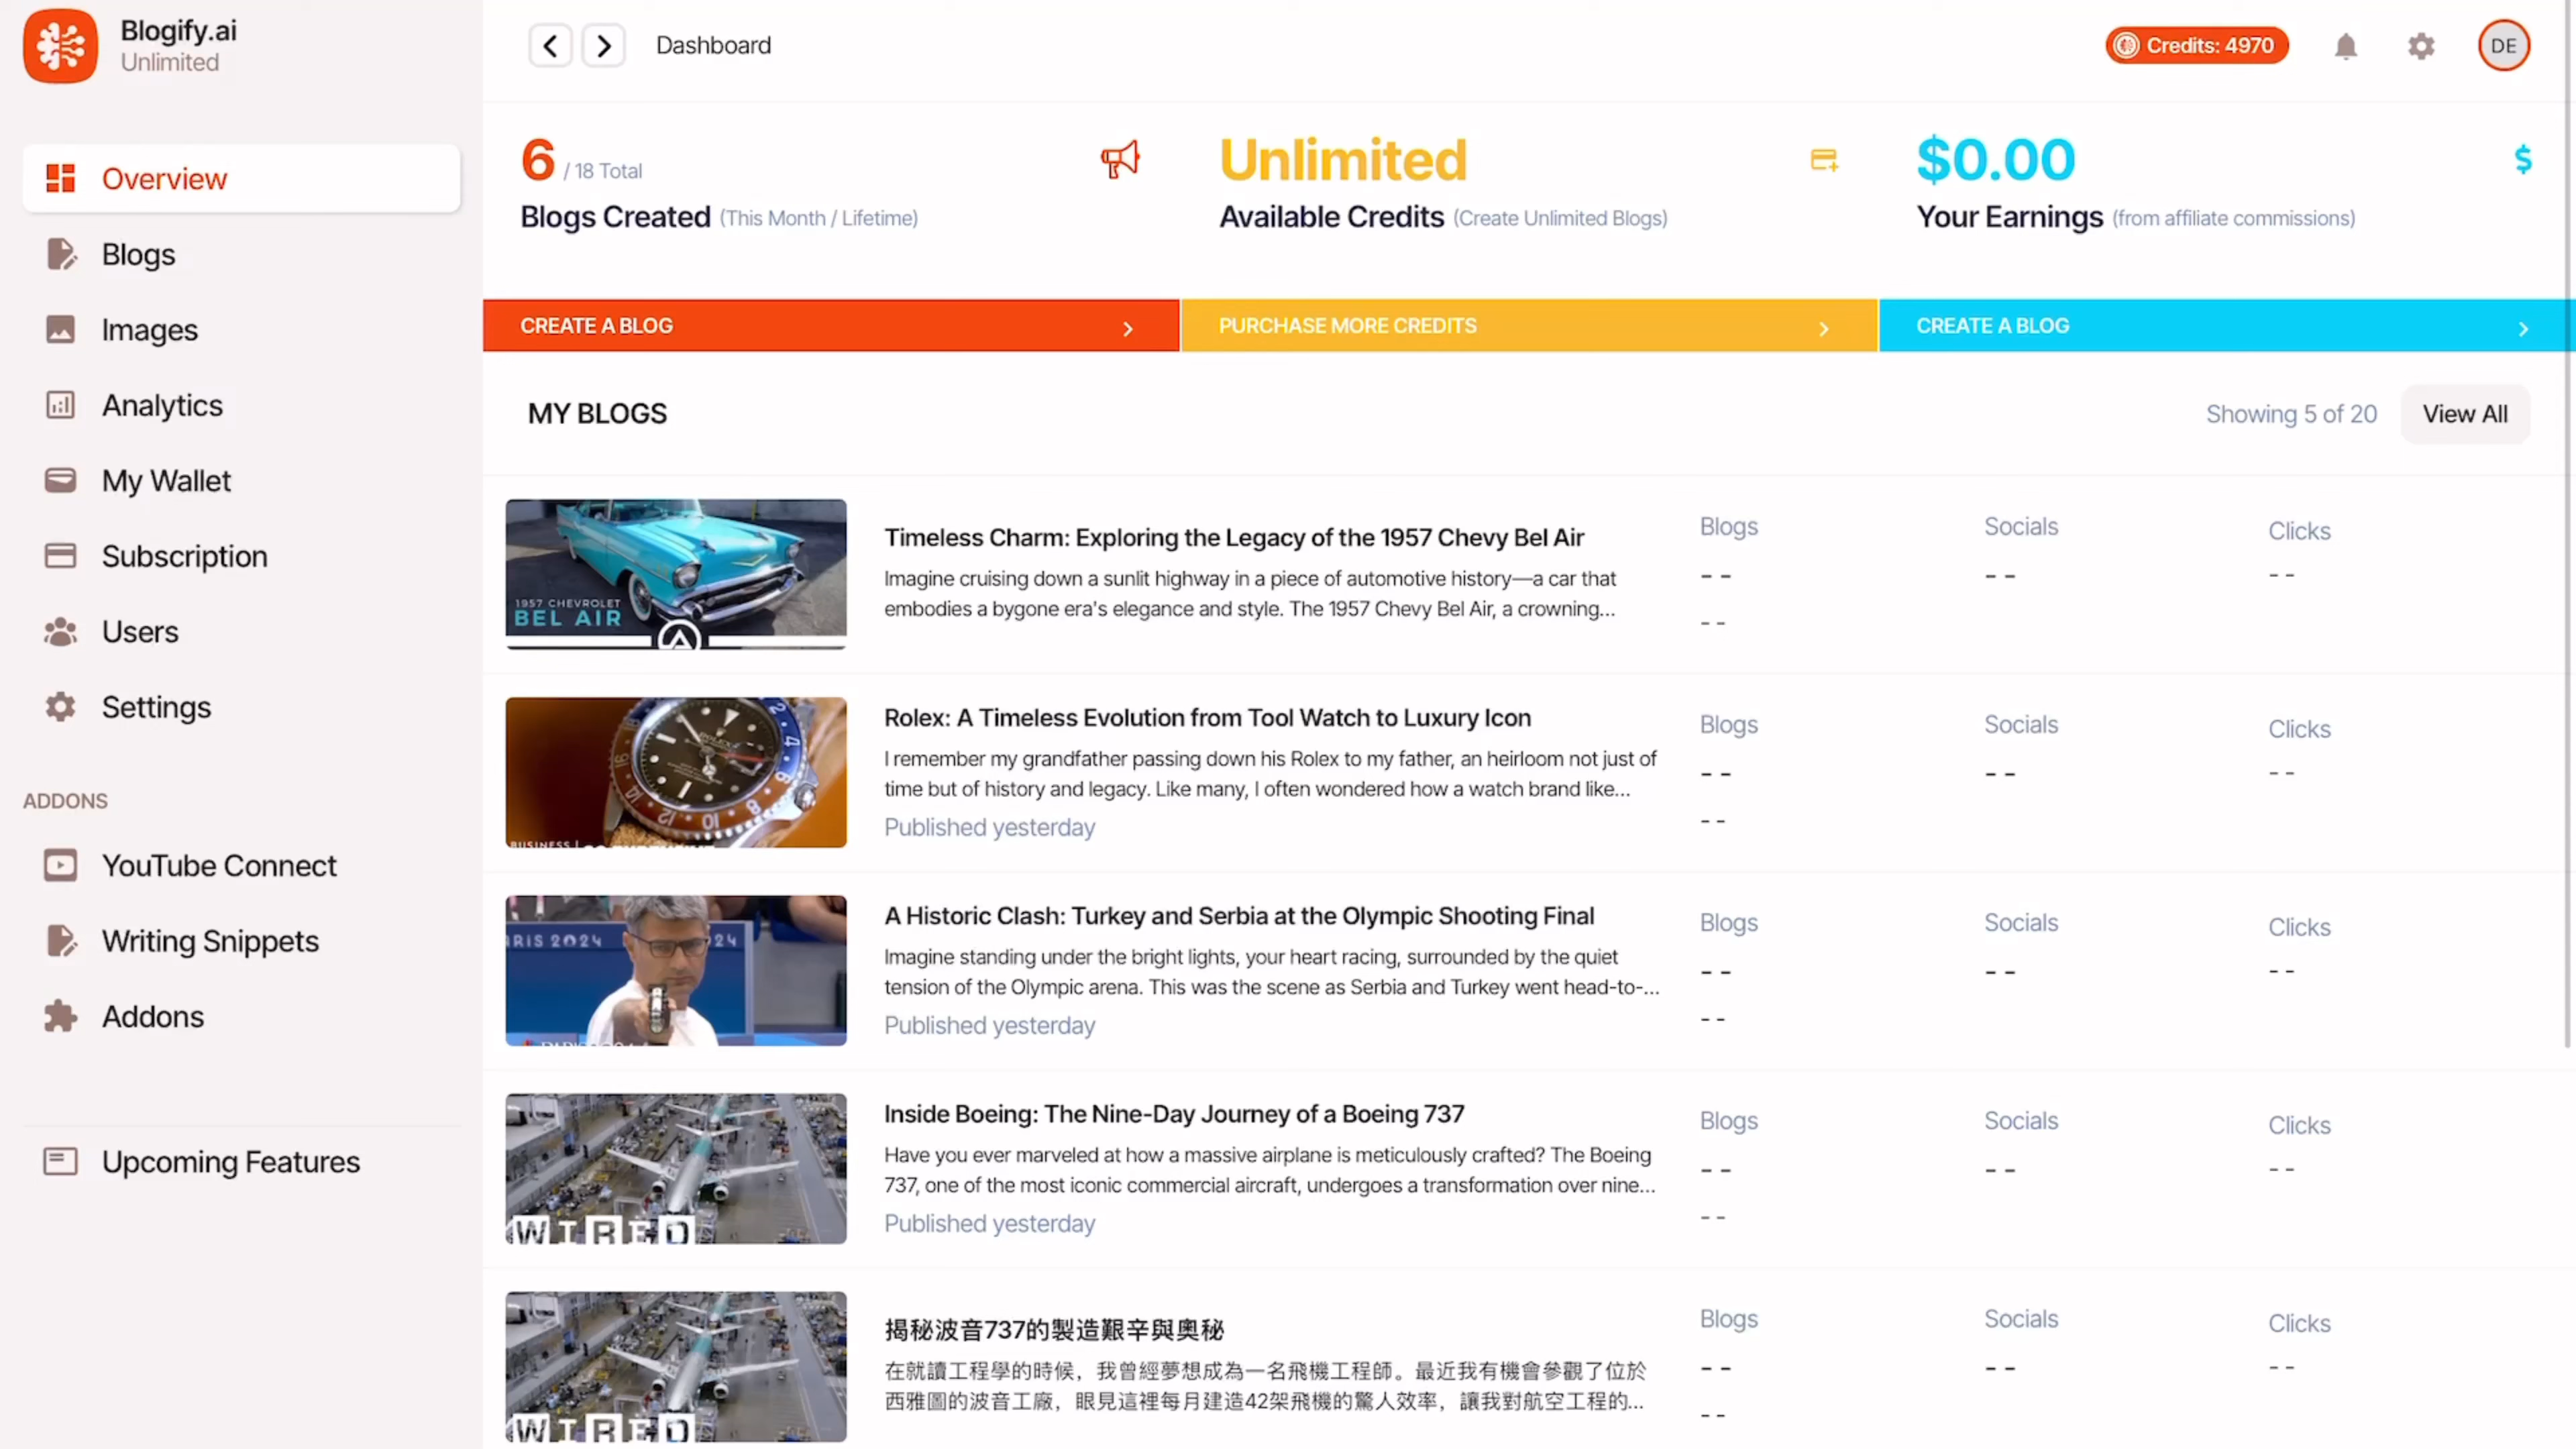 Blogify.ai
Unlimited
Dashboard
Credits: 4970
DE
Overview
Blogs
Images
Analytics
My Wallet
Subscription
Users
Settings
ADDONS
YouTube Connect
Writing Snippets
Addons
Upcoming Features
6 / 18 Total
Blogs Created (This Month / Lifetime)
Unlimited
Available Credits (Create Unlimited Blogs)
$0.00
Your Earnings (from affiliate commissions)
CREATE A BLOG
PURCHASE MORE CREDITS
CREATE A BLOG
MY BLOGS
Showing 5 of 20
View All
1957 CHEVROLET
BEL AIR
Timeless Charm: Exploring the Legacy of the 1957 Chevy Bel Air
Imagine cruising down a sunlit highway in a piece of automotive history—a car that
embodies a bygone era's elegance and style. The 1957 Chevy Bel Air, a crowning...
Blogs
- -
- -
Socials
- -
Clicks
- -
ROLEX
Rolex: A Timeless Evolution from Tool Watch to Luxury Icon
I remember my grandfather passing down his Rolex to my father, an heirloom not just of
time but of history and legacy. Like many, I often wondered how a watch brand like...
Published yesterday
Blogs
- -
- -
Socials
- -
Clicks
- -
ARIS 2024
24
A Historic Clash: Turkey and Serbia at the Olympic Shooting Final
Imagine standing under the bright lights, your heart racing, surrounded by the quiet
tension of the Olympic arena. This was the scene as Serbia and Turkey went head-to-...
Published yesterday
Blogs
- -
- -
Socials
- -
Clicks
- -
WIRED
Inside Boeing: The Nine-Day Journey of a Boeing 737
Have you ever marveled at how a massive airplane is meticulously crafted? The Boeing
737, one of the most iconic commercial aircraft, undergoes a transformation over nine...
Published yesterday
Blogs
- -
- -
Socials
- -
Clicks
- -
WIRED
揭秘波音737的製造艱辛與奧秘
在就讀工程學的時候，我曾經夢想成為一名飛機工程師。最近我有機會參觀了位於
西雅圖的波音工廠，眼見這裡每月建造42架飛機的驚人效率，讓我對航空工程的...
Blogs
- -
- -
Socials
- -
Clicks
- -